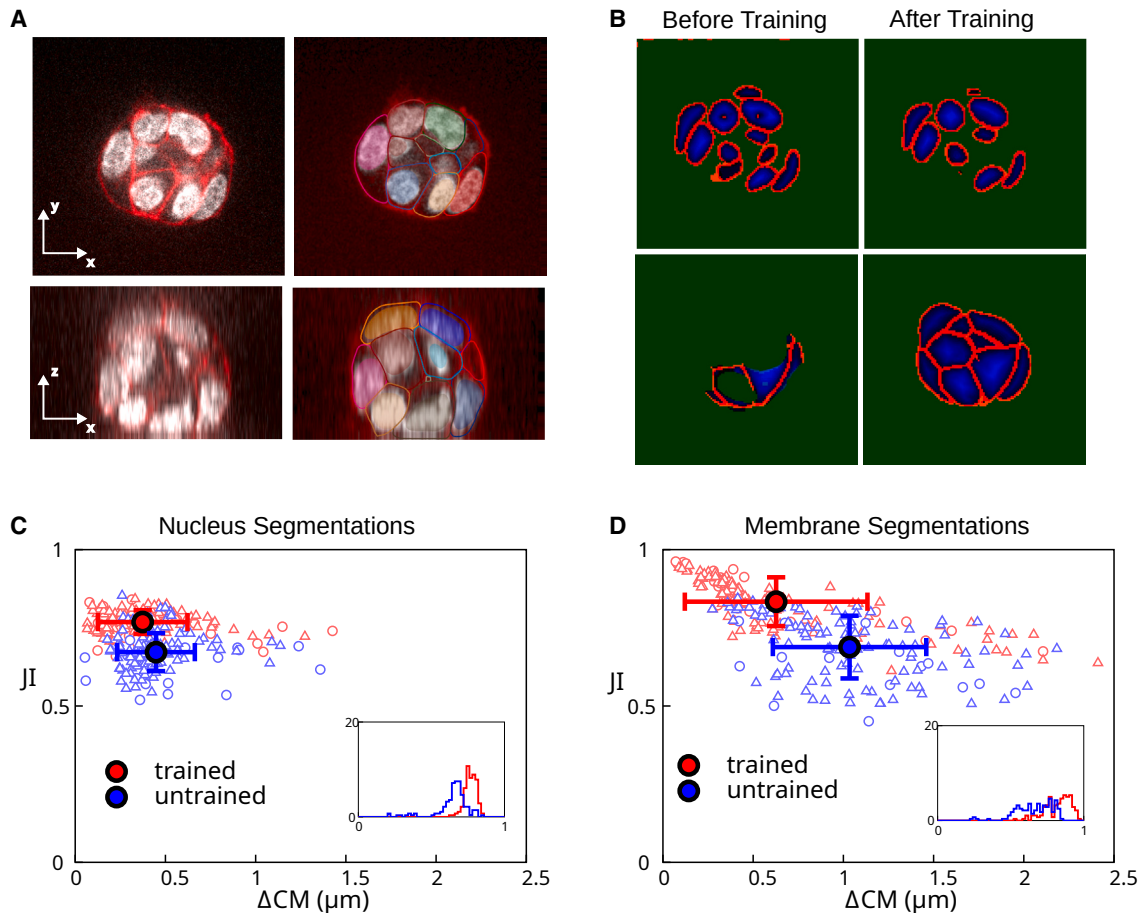 A
y
x
z
x
B
Before Training
After Training
C
Nucleus Segmentations
1
JI
0.5
0
trained
untrained
20
0
0
1
0
0.5
1
1.5
2
2.5
ΔCM (μm)
D
Membrane Segmentations
1
JI
0.5
0
trained
untrained
20
0
0
1
0
0.5
1
1.5
2
2.5
ΔCM (μm)